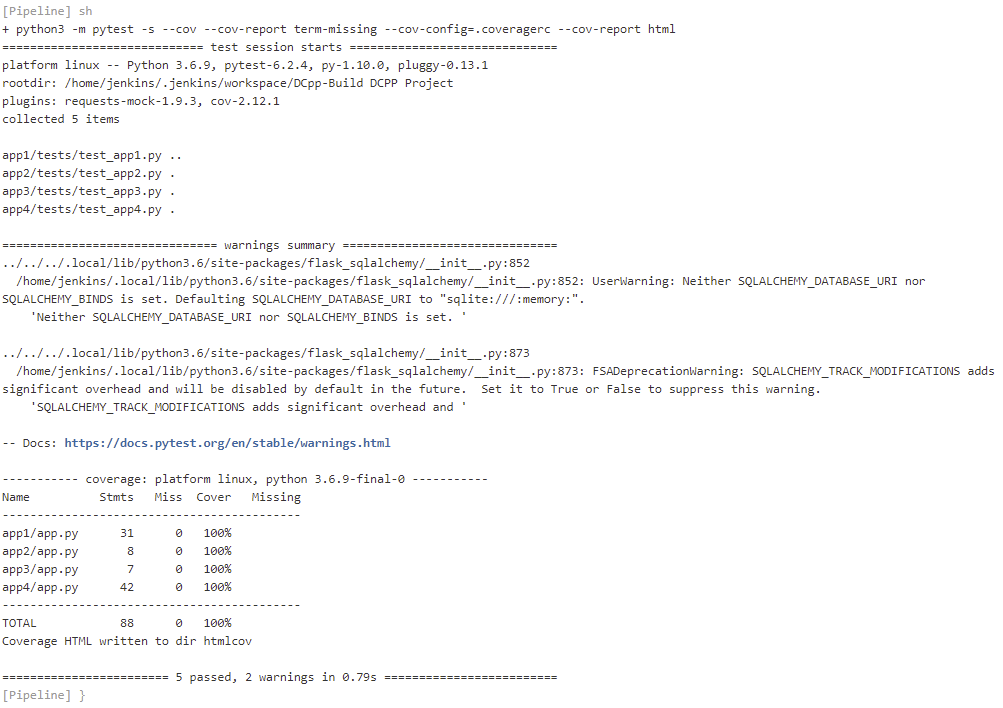 [Pipeline] sh
+ python3 -m pytest -s --cov --cov-report term-missing --cov-config=.coveragerc --cov-report html
============================= test session starts ==============================
platform linux -- Python 3.6.9, pytest-6.2.4, py-1.10.0, pluggy-0.13.1
rootdir: /home/jenkins/.jenkins/workspace/DCpp-Build DCPP Project
plugins: requests-mock-1.9.3, cov-2.12.1
collected 5 items
app1/tests/test_app1.py ..
app2/tests/test_app2.py .
app3/tests/test_app3.py .
app4/tests/test_app4.py .
=============================== warnings summary ===============================
../../../.local/lib/python3.6/site-packages/flask_sqlalchemy/__init__.py:852
/home/jenkins/.local/lib/python3.6/site-packages/flask_sqlalchemy/__init__.py:852: UserWarning: Neither SQLALCHEMY_DATABASE_URI nor
SQLALCHEMY_BINDS is set. Defaulting SQLALCHEMY_DATABASE_URI to "sqlite:///:memory:".
'Neither SQLALCHEMY_DATABASE_URI nor SQLALCHEMY_BINDS is set. '
../../../.local/lib/python3.6/site-packages/flask_sqlalchemy/__init__.py:873
/home/jenkins/.local/lib/python3.6/site-packages/flask_sqlalchemy/__init__.py:873: FSADeprecationWarning: SQLALCHEMY_TRACK_MODIFICATIONS adds
significant overhead and will be disabled by default in the future.  Set it to True or False to suppress this warning.
'SQLALCHEMY_TRACK_MODIFICATIONS adds significant overhead and '
-- Docs: https://docs.pytest.org/en/stable/warnings.html
----------- coverage: platform linux, python 3.6.9-final-0 -----------
Name          Stmts   Miss  Cover   Missing
-------------------------------------------
app1/app.py      31      0   100%
app2/app.py       8      0   100%
app3/app.py       7      0   100%
app4/app.py      42      0   100%
-------------------------------------------
TOTAL            88      0   100%
Coverage HTML written to dir htmlcov
======================== 5 passed, 2 warnings in 0.79s =========================
[Pipeline] }